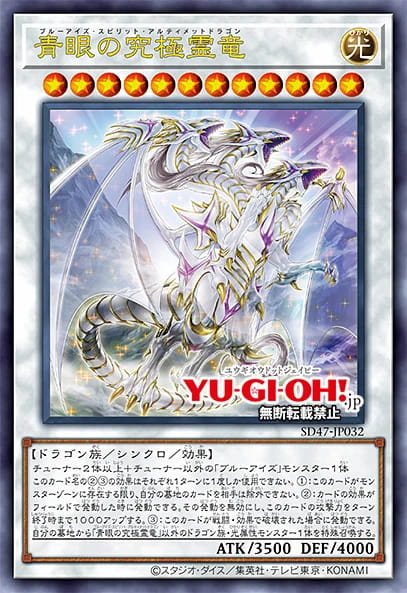 ブルーアイズ・スピリット・アルティメットドラゴン
青眼の究極霊竜
ひかり
光
ユウギオウドットジェイピー
YU-GI-OH!.jp
無断転載禁止
SD47-JP032
【ドラゴン族／シンクロ／効果】
チューナー2体以上＋チューナー以外の「ブルーアイズ」モンスター1体
このカード名の②③の効果はそれぞれ1ターンに1度しか使用できない。①：このカードがモ
ンスターゾーンに存在する限り、自分の墓地のカードを相手は除外できない。②：カードの効果が
フィールドで発動した時に発動できる。その発動を無効にし、このカードの攻撃力をターン
終了時まで1000アップする。③：このカードが戦闘・効果で破壊された場合に発動できる。
自分の墓地から「青眼の究極霊竜」以外のドラゴン族・光属性モンスター1体を特殊召喚する。
ATK/3500 DEF/4000
©スタジオ・ダイス／集英社・テレビ東京・KONAMI